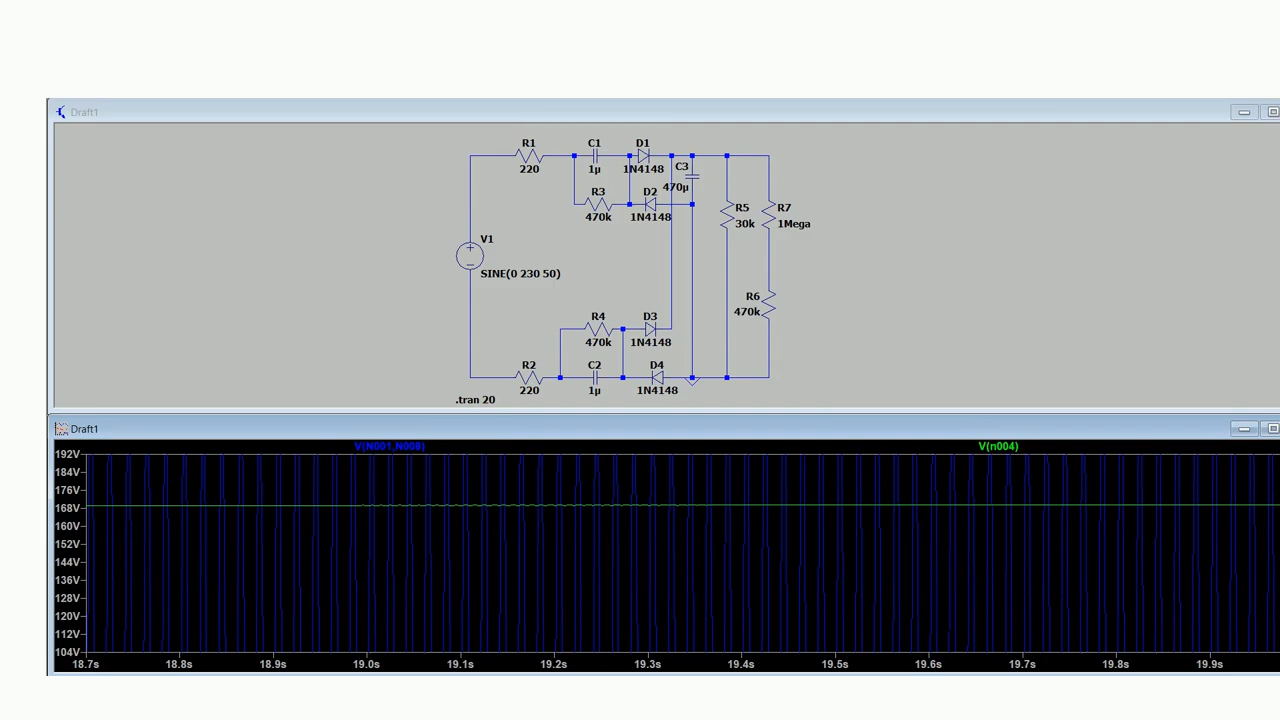 Draft1
R1
C1
D1
220
1µ
1N4148
C3
470µ
R3
D2
470k
1N4148
R5
30k
R7
1Mega
V1
SINE(0 230 50)
R6
470k
R4
D3
470k
1N4148
R2
C2
D4
220
1µ
1N4148
.tran 20
Draft1
V(N001,N008)
V(n004)
192V
184V
176V
168V
160V
152V
144V
136V
128V
120V
112V
104V
18.7s 18.8s 18.9s 19.0s 19.1s 19.2s 19.3s 19.4s 19.5s 19.6s 19.7s 19.8s 19.9s